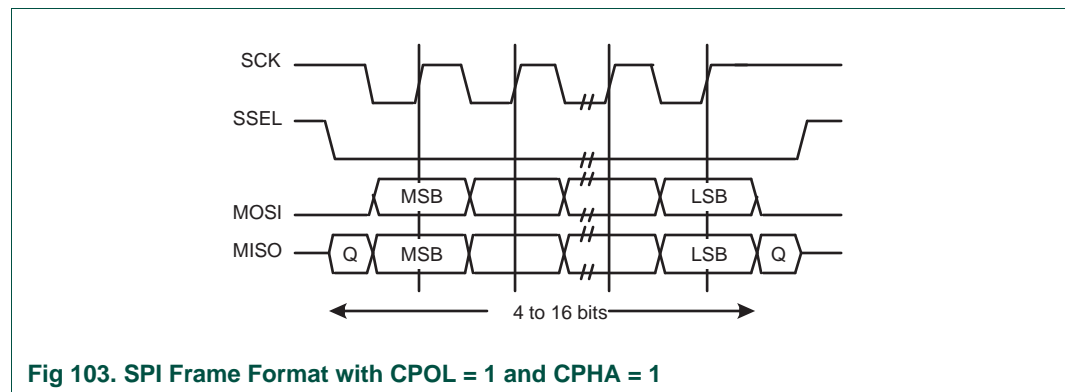 SCK
SSEL
MOSI
MSB
LSB
MISO
Q
MSB
LSB
Q
4 to 16 bits
Fig 103. SPI Frame Format with CPOL = 1 and CPHA = 1